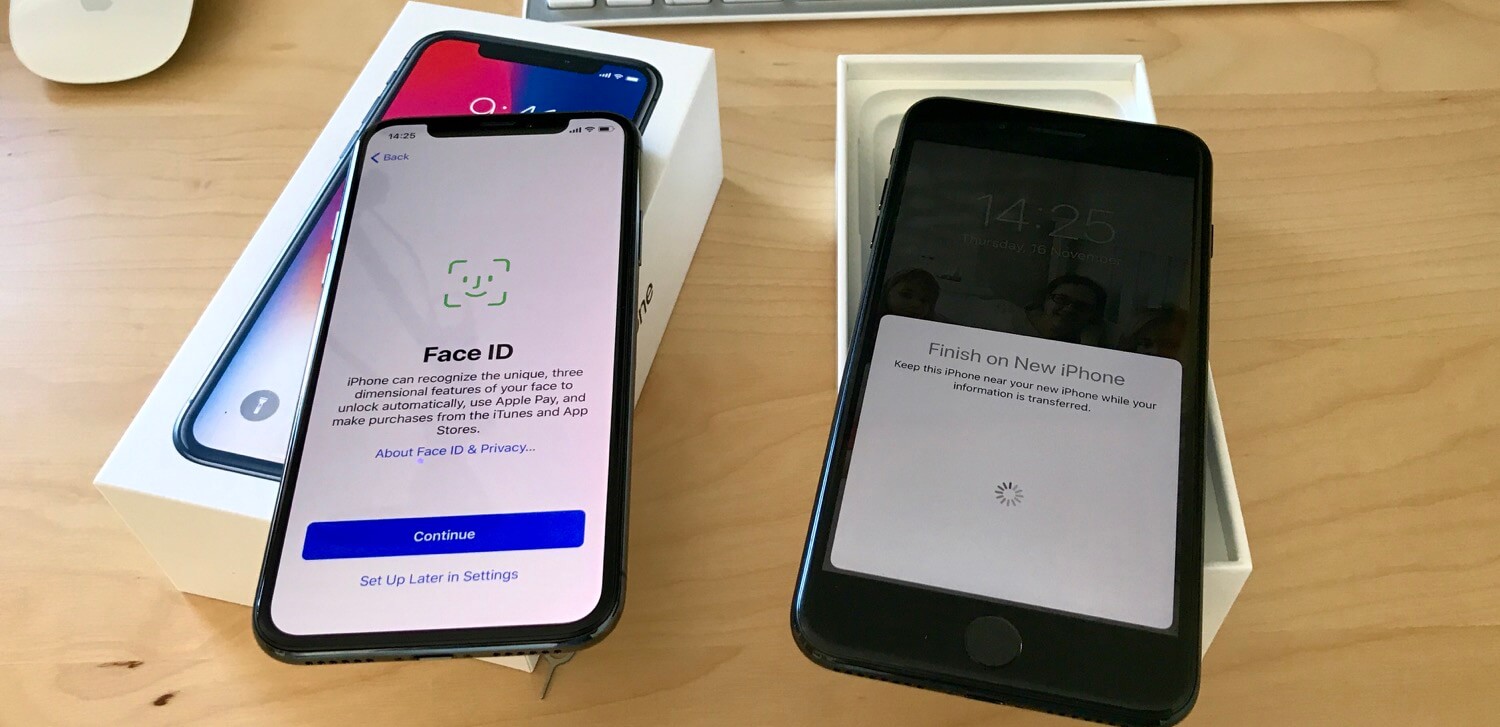 14:25
Back
Face ID
iPhone can recognize the unique, three
dimensional features of your face to
unlock automatically, use Apple Pay, and
make purchases from the iTunes and App
Stores.
About Face ID & Privacy...
Continue
Set Up Later in Settings
14:25
Thursday, 16 November
Finish on New iPhone
Keep this iPhone near your new iPhone while your
information is transferred.